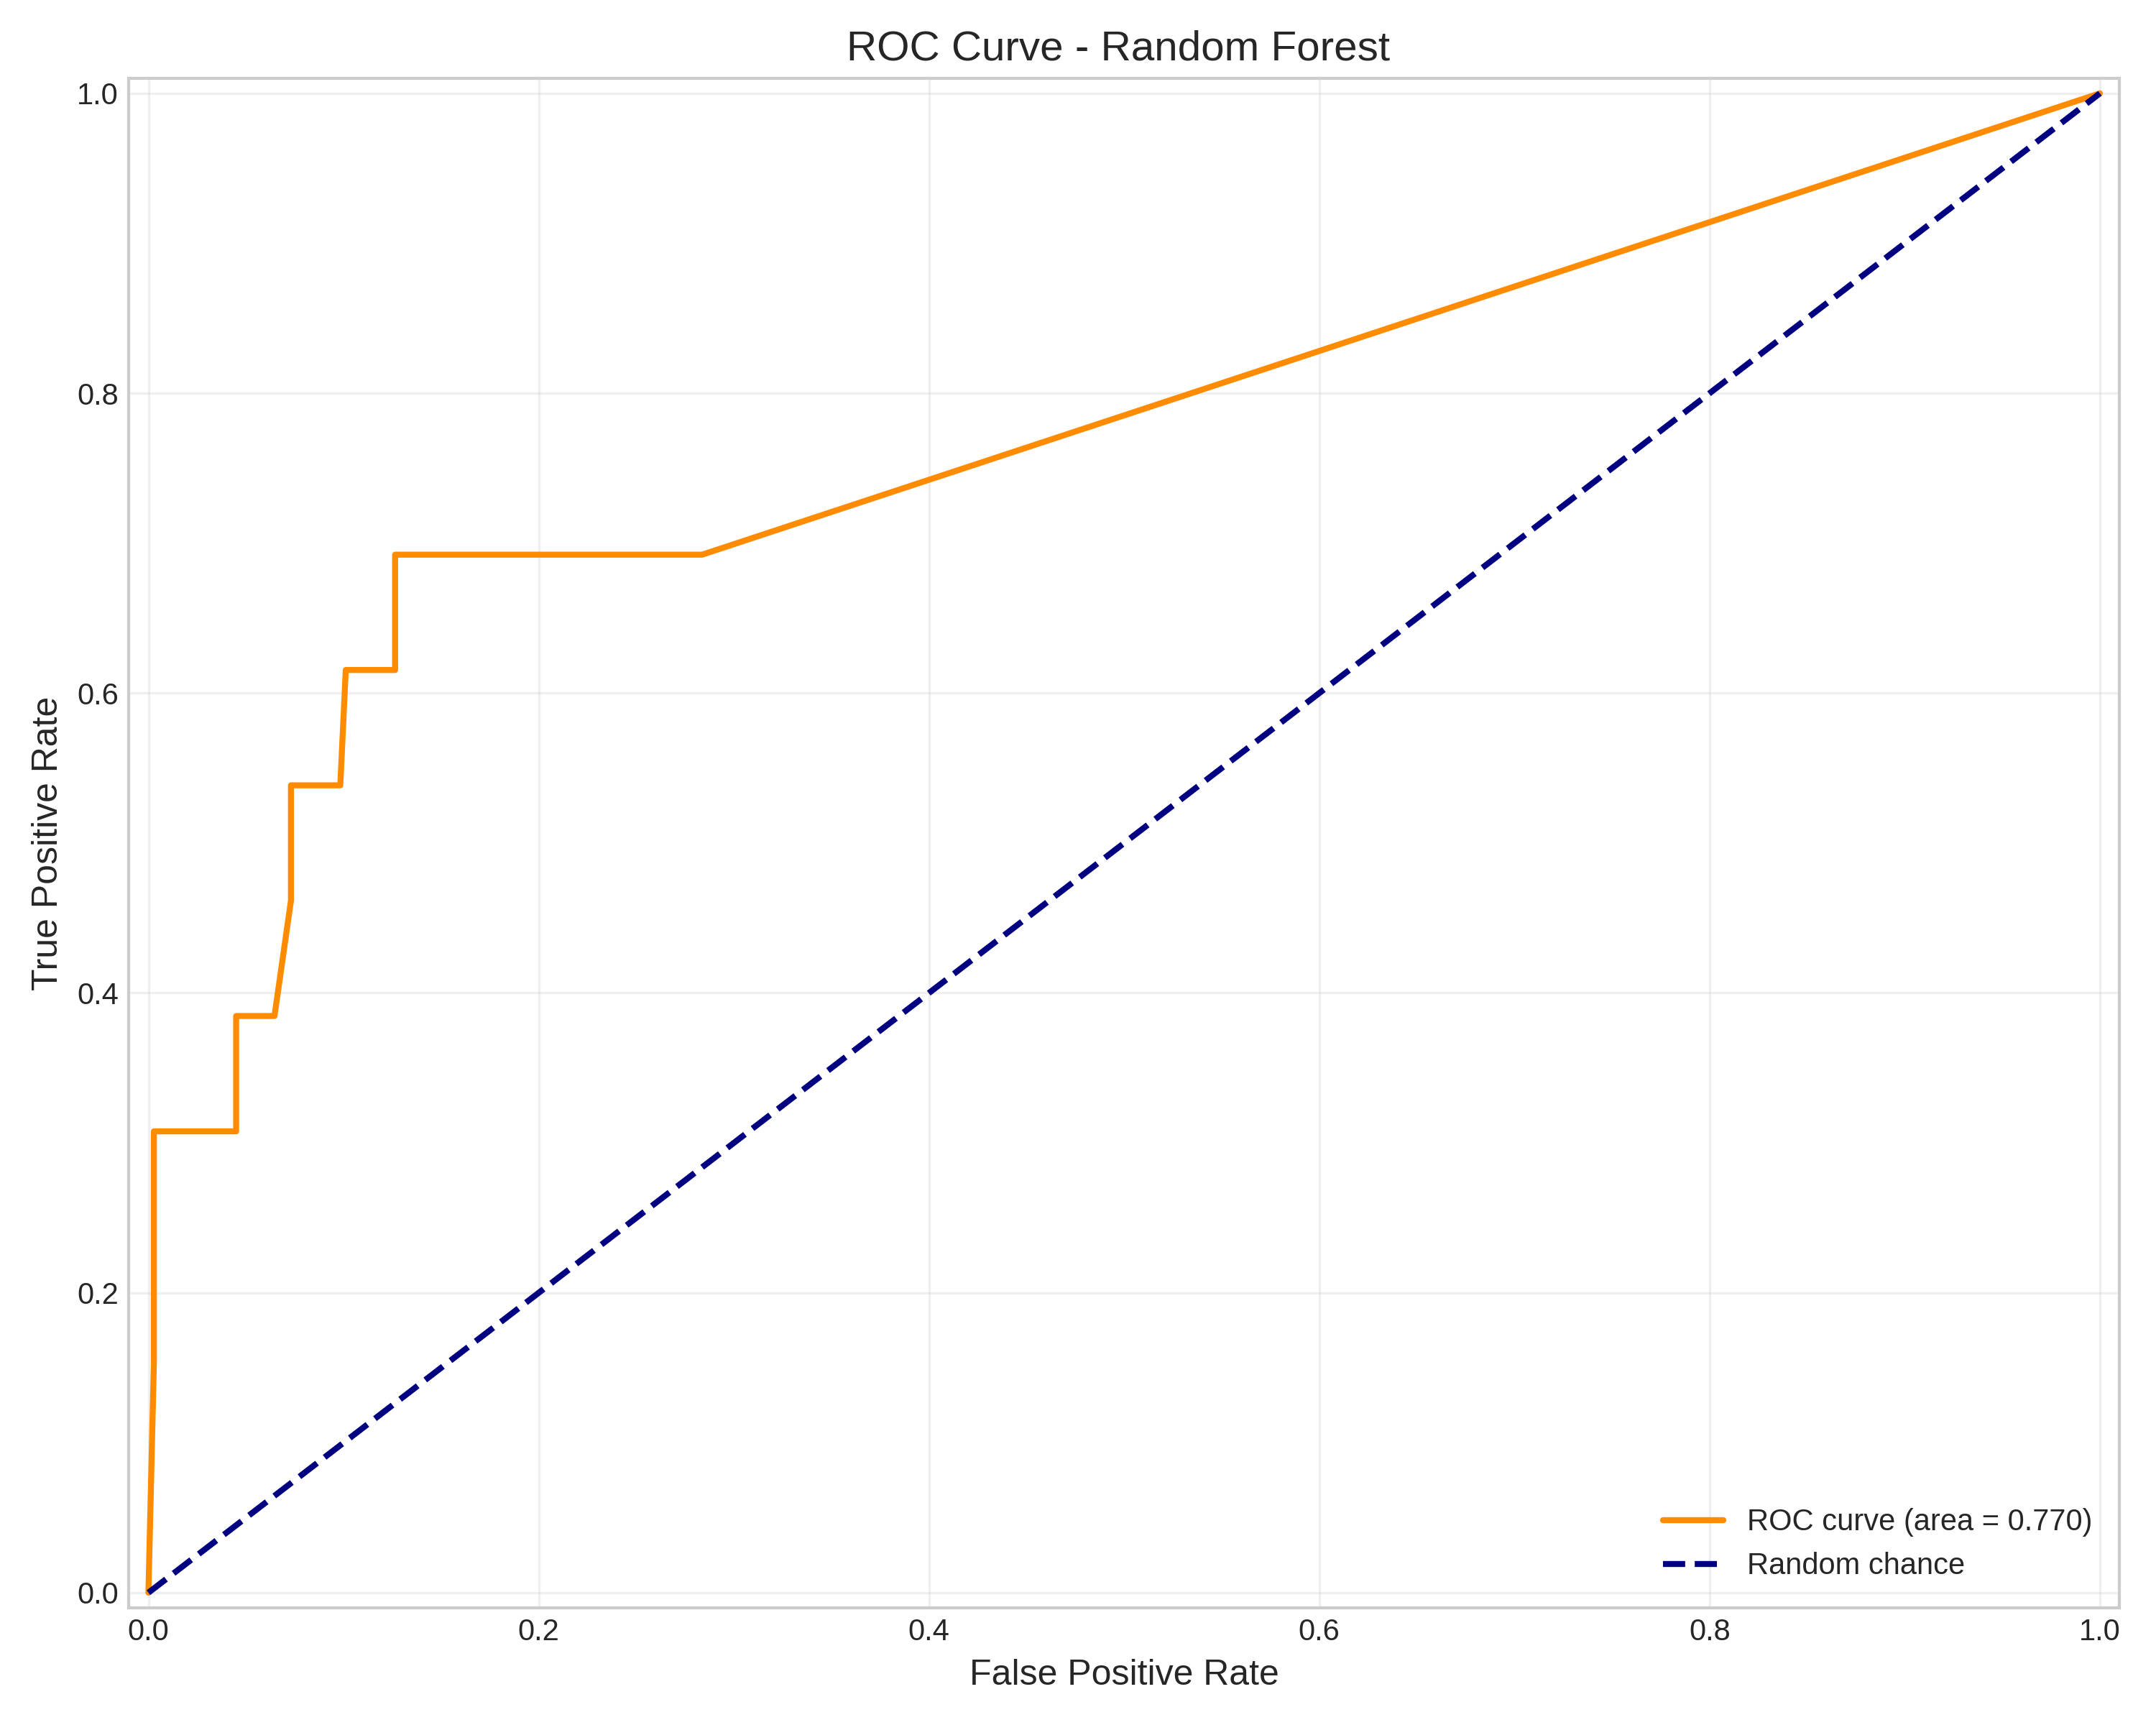 ROC Curve - Random Forest
1.0
0.8
0.6
0.4
0.2
0.0
True Positive Rate
ROC curve (area = 0.770)
Random chance
0.0 0.2 0.4 0.6 0.8 1.0
False Positive Rate